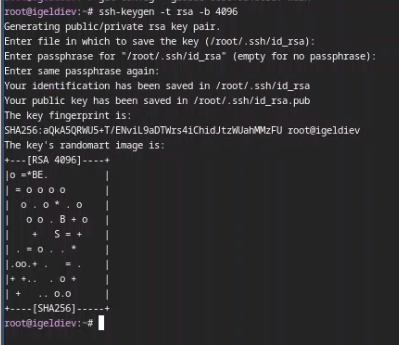 root@igeldiev:~# ssh-keygen -t rsa -b 4096
Generating public/private rsa key pair.
Enter file in which to save the key (/root/.ssh/id_rsa):
Enter passphrase for "/root/.ssh/id_rsa" (empty for no passphrase):
Enter same passphrase again:
Your identification has been saved in /root/.ssh/id_rsa
Your public key has been saved in /root/.ssh/id_rsa.pub
The key fingerprint is:
SHA256:aQkA5QRWU5+T/ENviL9aDTWrs4iChidJtzWUahMMzFU root@igeldiev
The key's randomart image is:
+---[RSA 4096]----+
|o =*BE.          |
| = o o o o       |
|  o . o * . o    |
|   o o . B + o   |
|    +   S = +    |
| . = o . . *     |
|.oo.+ .   = .    |
|+ +..  . o +     |
| +   .. o.o      |
+----[SHA256]-----+
root@igeldiev:~#